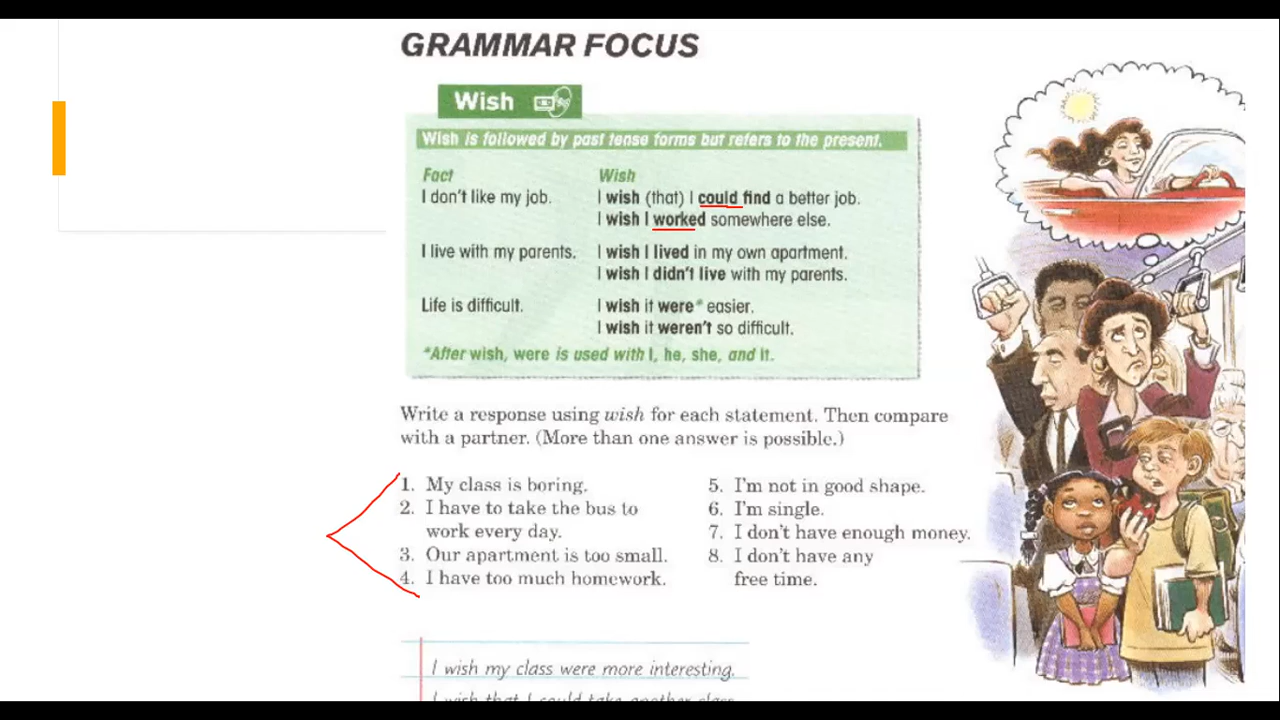 GRAMMAR FOCUS
Wish
Wish is followed by past tense forms but refers to the present.
Fact
Wish
I don't like my job.
I wish (that) I could find a better job.
I wish I worked somewhere else.
I live with my parents.
I wish I lived in my own apartment.
I wish I didn't live with my parents.
Life is difficult.
I wish it were* easier.
I wish it weren't so difficult.
*After wish, were is used with I, he, she, and it.
Write a response using wish for each statement. Then compare
with a partner. (More than one answer is possible.)
1. My class is boring.
2. I have to take the bus to
work every day.
3. Our apartment is too small.
4. I have too much homework.
5. I'm not in good shape.
6. I'm single.
7. I don't have enough money.
8. I don't have any
free time.
I wish my class were more interesting.
I wish that I could take another class